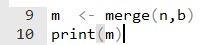 9 m <- merge(n,b)
10 print(m)